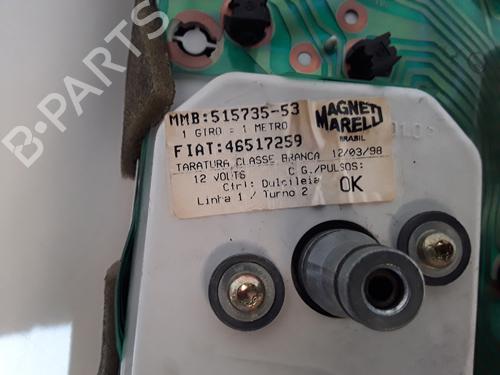 B-PARTS
MMB:515735-53
1 GIRO = 1 METRO
FIAT:46517259
MAGNETI
MARELLI
BRASIL
TARATURA CLASSE BRANCA 12/03/98
12 VOLTS C G./PULSOS:
Ctrl: Dulcileia OK
Linha 1 / Turno 2